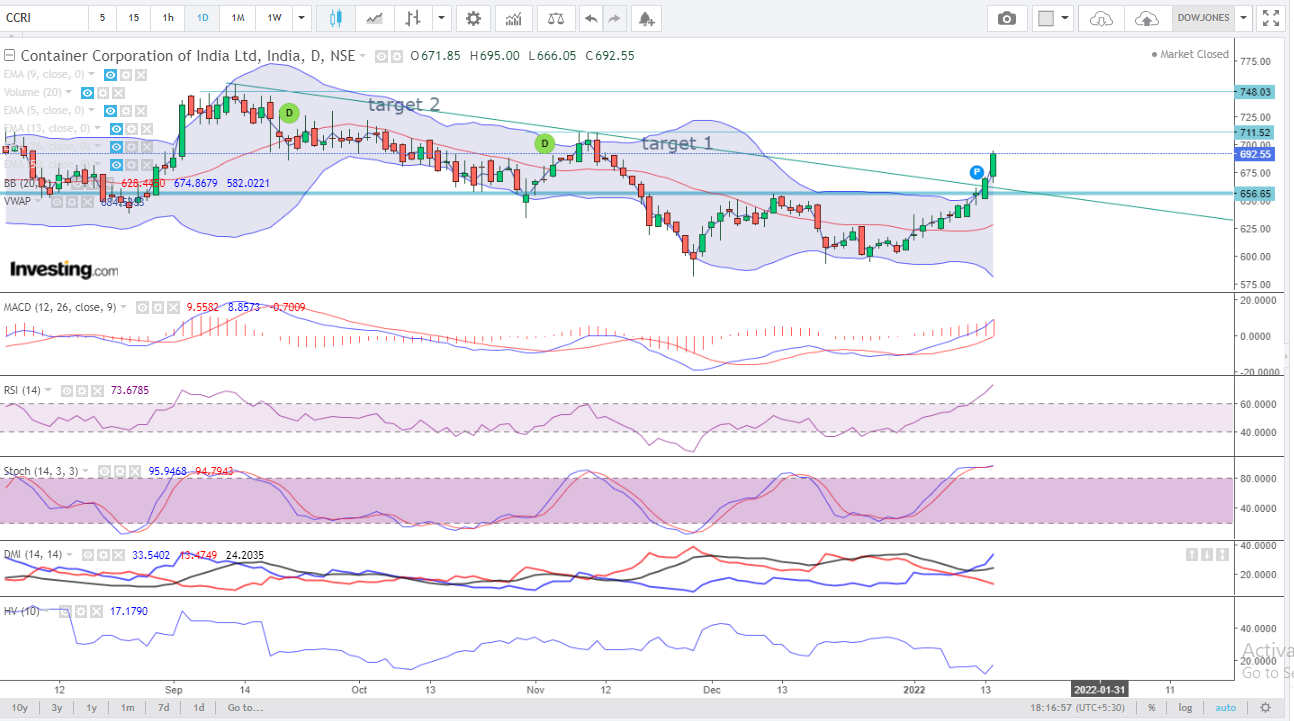 CCRI 5 15 1h 1D 1M 1W DOWJONES
Container Corporation of India Ltd, India, D, NSE O671.85 H695.00 L666.05 C692.55
Market Closed
EMA (9, close, 0)
Volume (20)
EMA (5, close, 0)
EMA (13, close, 0)
BB (20, 628.4450 674.8679 582.0221
VWAP
target 2
target 1
D
D
P
775.00
748.03
725.00
711.52
700.00
692.55
675.00
656.65
650.00
625.00
600.00
575.00
Investing.com
MACD (12, 26, close, 9) 9.5582 8.8573 -0.7009
20.0000
0.0000
-20.0000
RSI (14) 73.6785
60.0000
40.0000
Stoch (14, 3, 3) 95.9468 94.7943
80.0000
40.0000
DMI (14, 14) 33.5402 13.4749 24.2035
40.0000
20.0000
HV (10) 17.1790
40.0000
20.0000
Activa
Go to Se
12 Sep 14 Oct 13 Nov 12 Dec 13 2022 13 2022-01-31 11
10y 3y 1y 1m 7d 1d Go to... 18:16:57 (UTC+5:30) % log auto